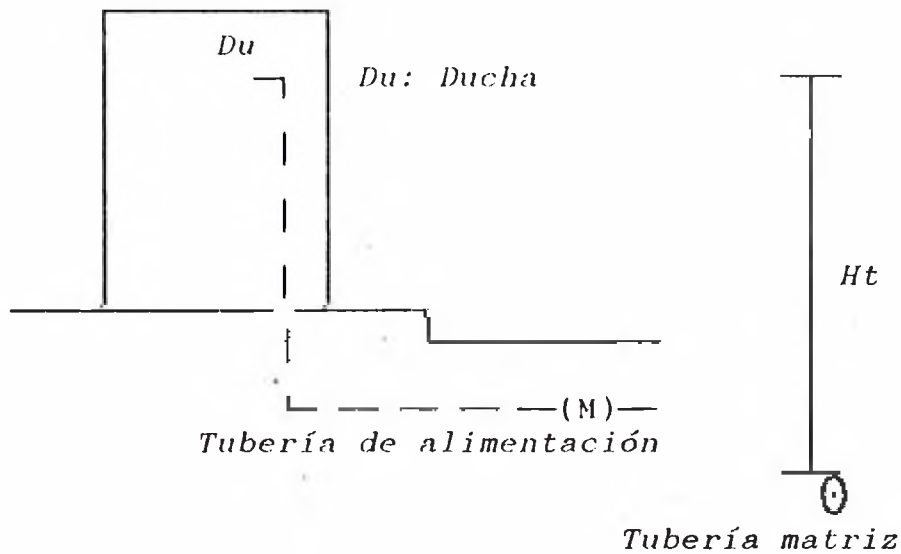 Du
Du: Ducha
Ht
(M)
Tubería de alimentación
Tubería matriz